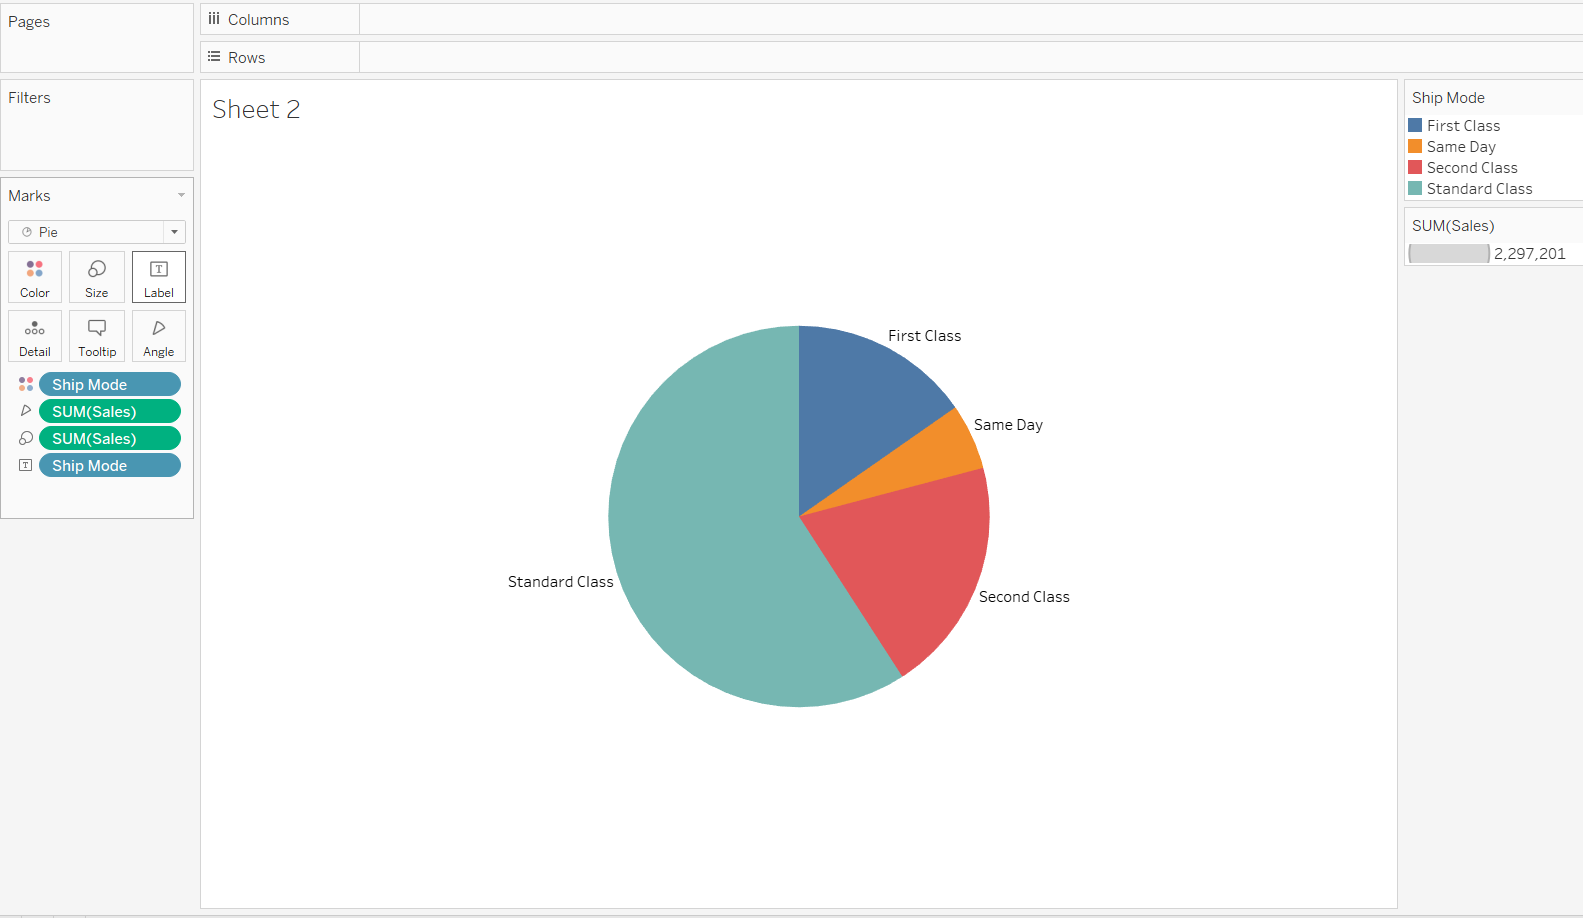 Pages
Columns
Rows
Filters
Sheet 2
Marks
Pie
Color
Size
T
Label
Detail
Tooltip
Angle
Ship Mode
SUM(Sales)
SUM(Sales)
T
Ship Mode
First Class
Same Day
Second Class
Standard Class
Ship Mode
First Class
Same Day
Second Class
Standard Class
SUM(Sales)
2,297,201